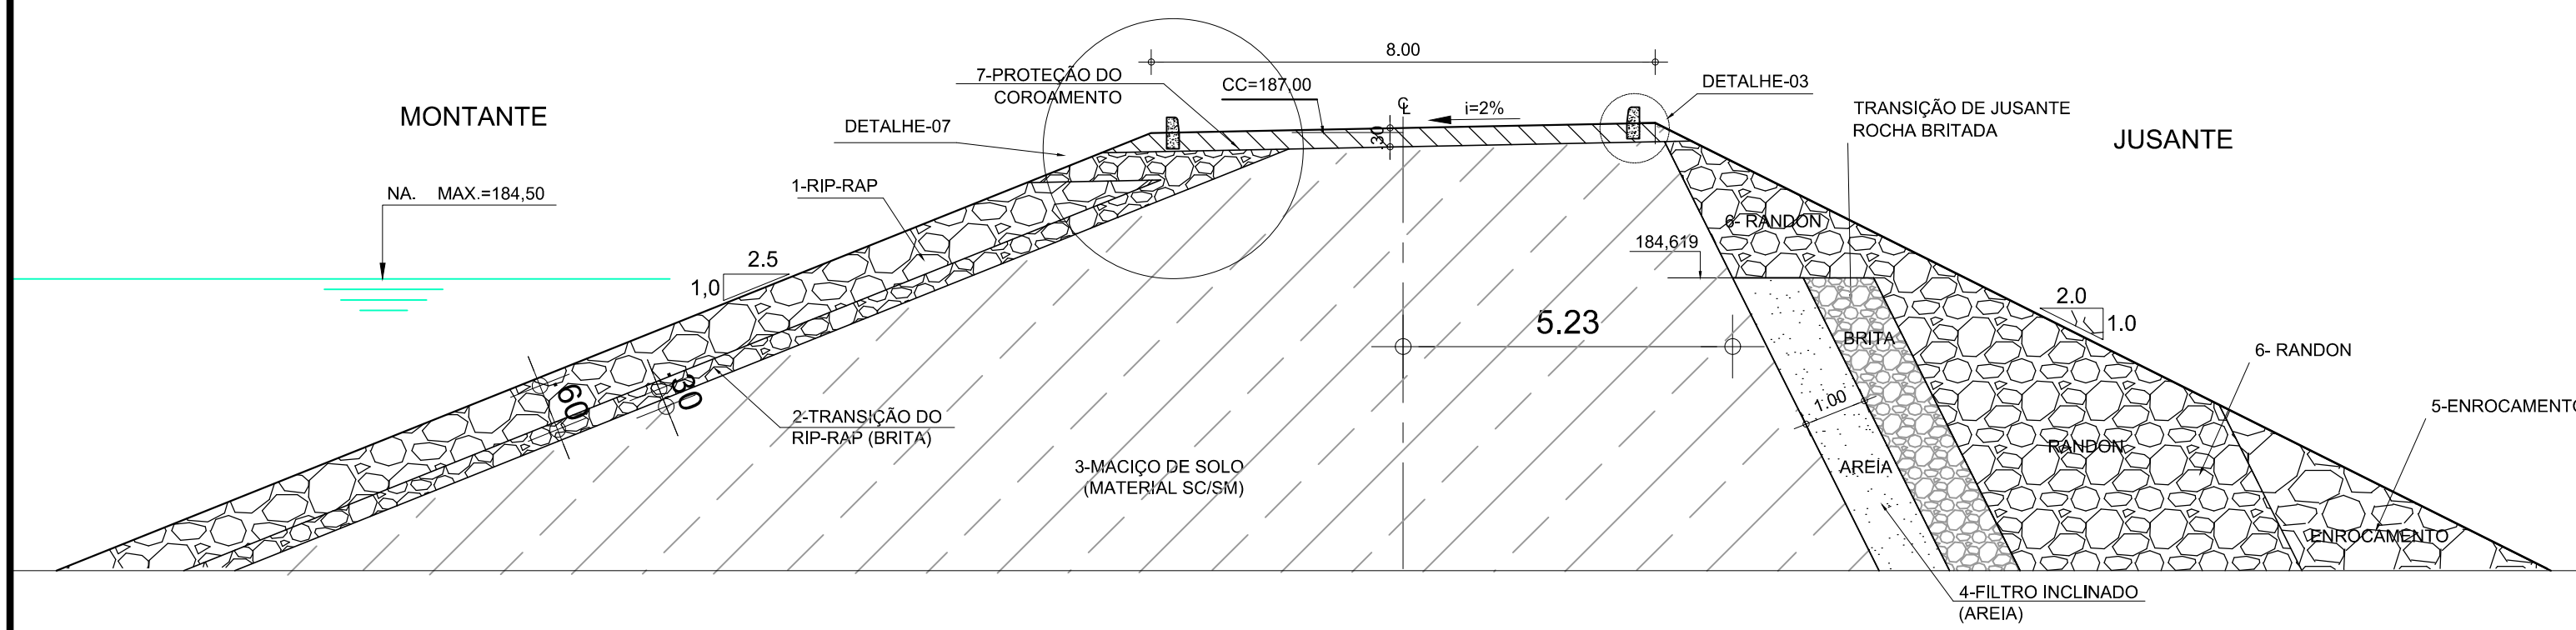 8.00
7-PROTEÇÃO DO
COROAMENTO
CC=187,00
DETALHE-03
MONTANTE
DETALHE-07
℄
i=2%
.30
TRANSIÇÃO DE JUSANTE
ROCHA BRITADA
JUSANTE
NA. MAX.=184,50
1-RIP-RAP
6- RANDON
184,619
2.5
1,0
5.23
BRITA
2.0
1.0
6- RANDON
.60
.30
1.00
5-ENROCAMENTO
2-TRANSIÇÃO DO
RIP-RAP (BRITA)
3-MACIÇO DE SOLO
(MATERIAL SC/SM)
AREIA
RANDON
ENROCAMENTO
4-FILTRO INCLINADO
(AREIA)